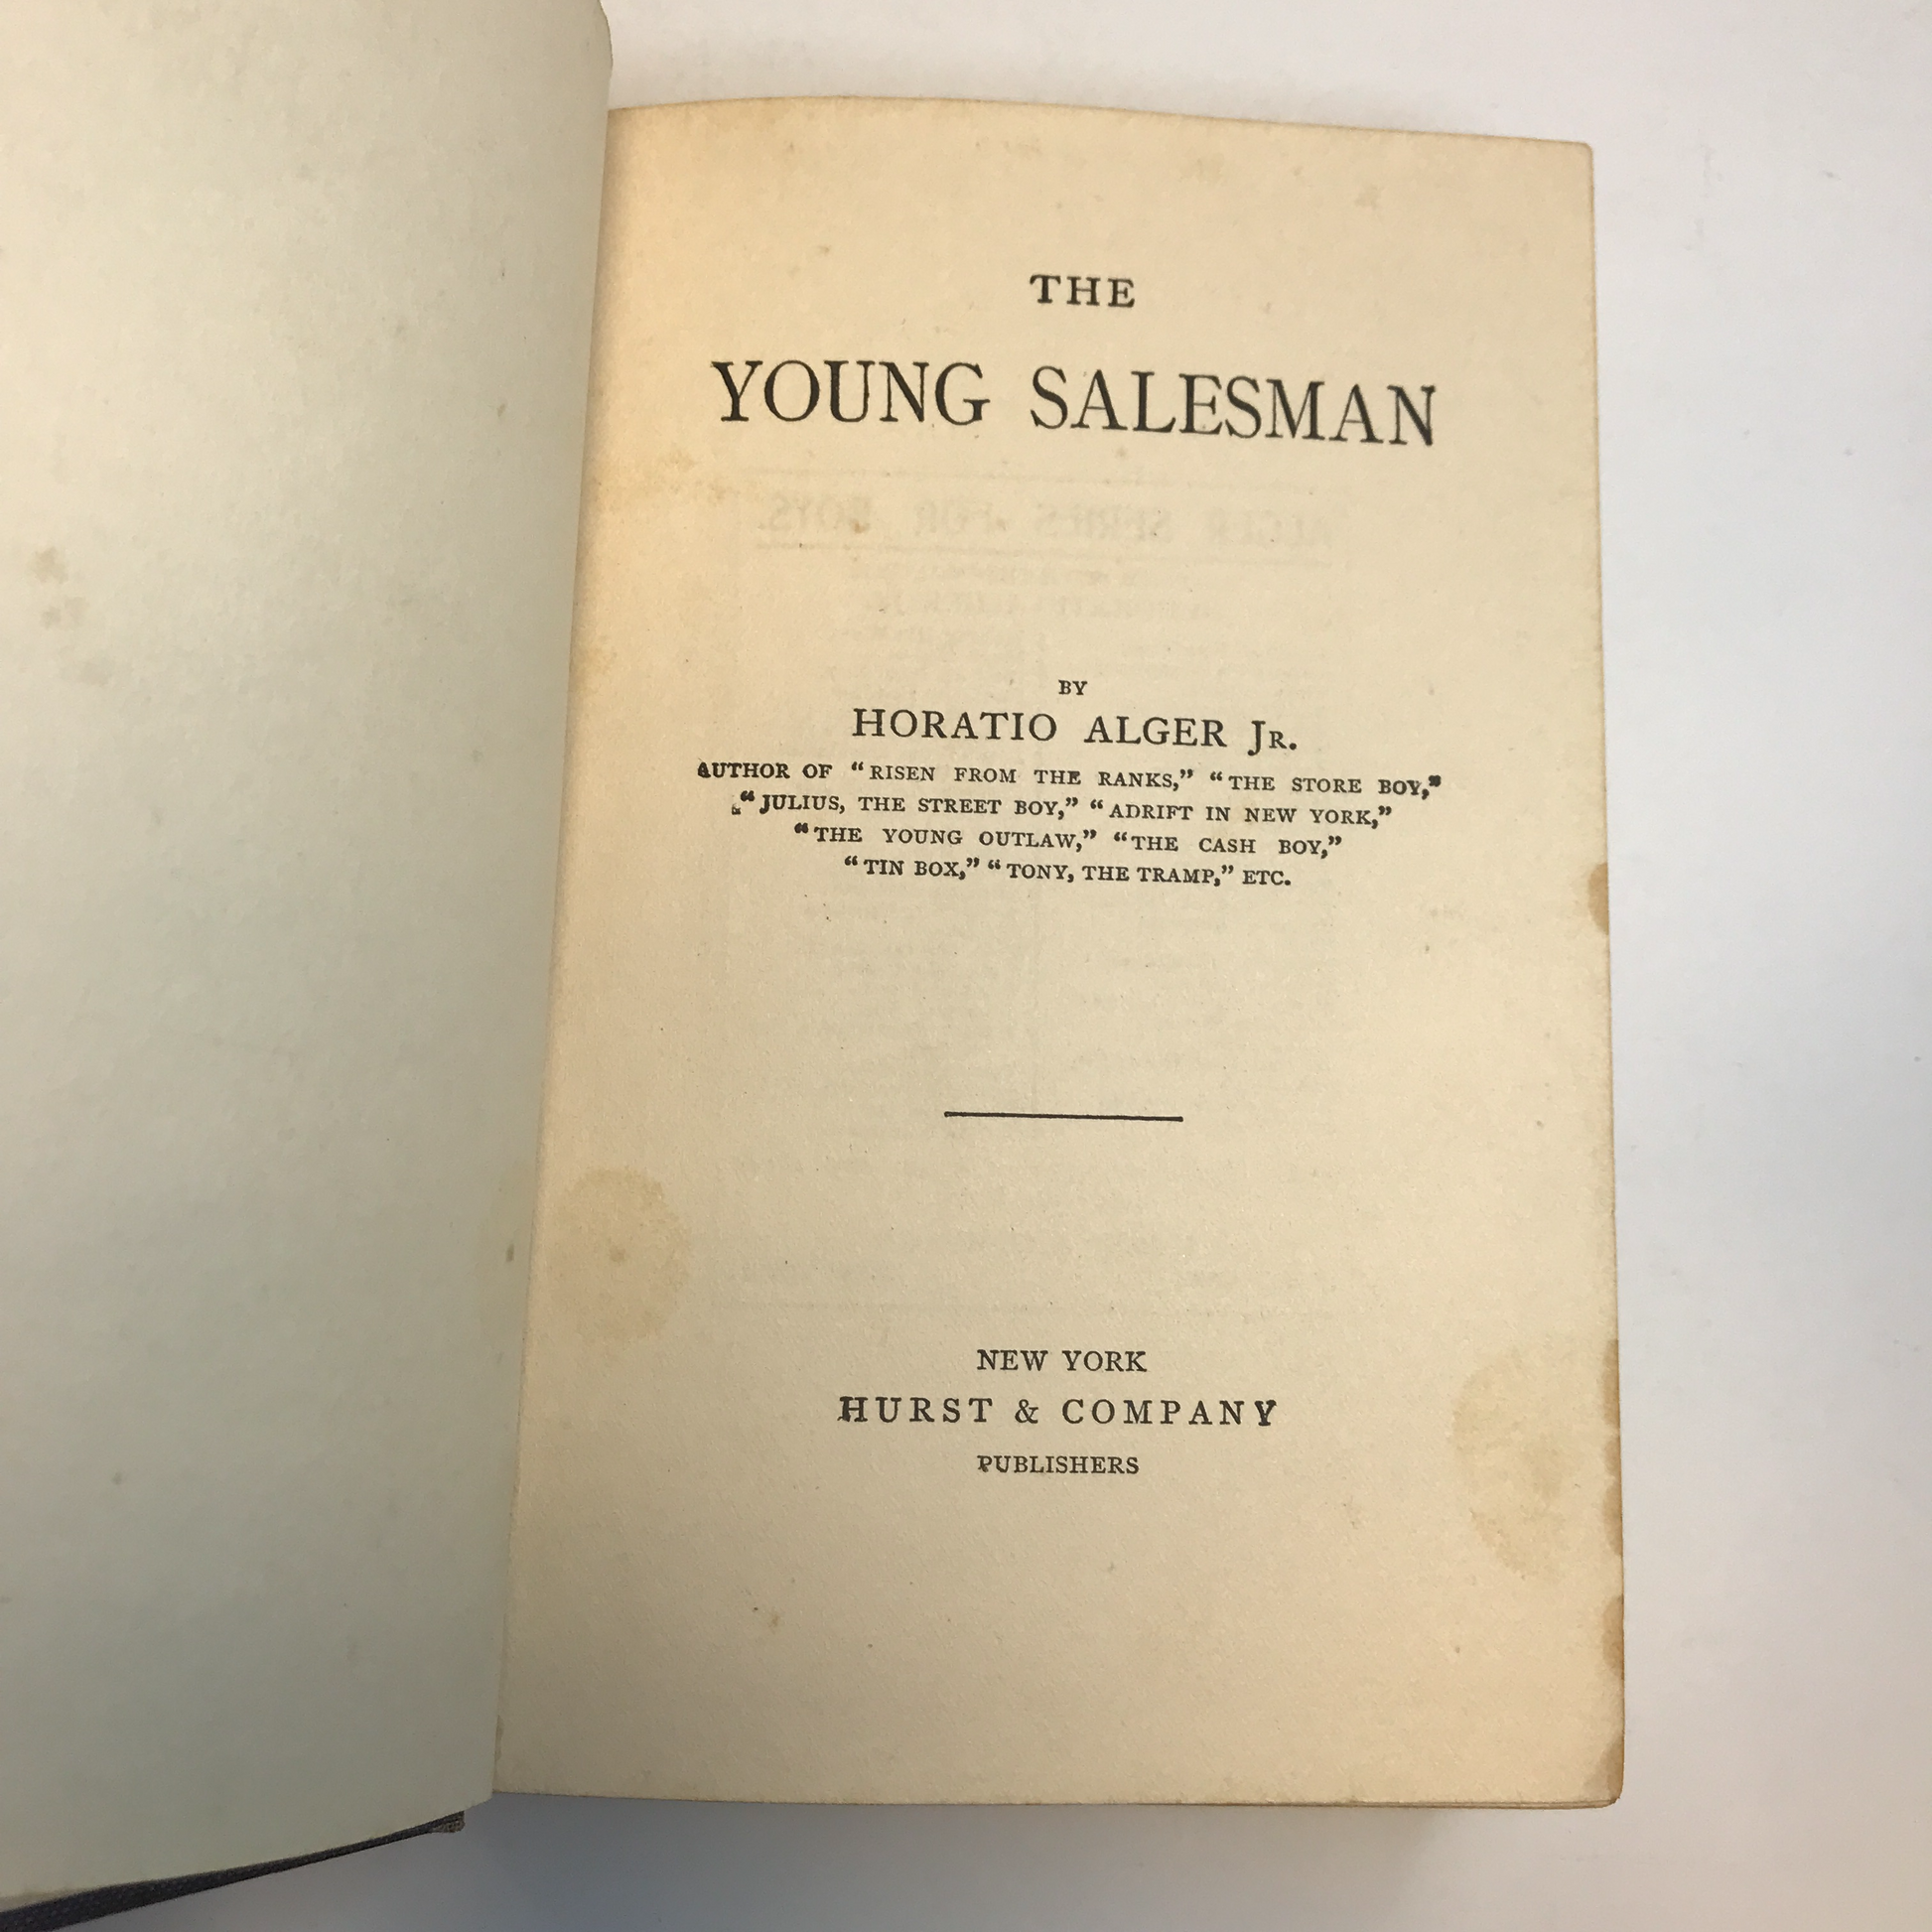 THE
YOUNG SALESMAN
BY
HORATIO ALGER JR.
AUTHOR OF “RISEN FROM THE RANKS,” “THE STORE BOY,”
“JULIUS, THE STREET BOY,” “ADRIFT IN NEW YORK,”
“THE YOUNG OUTLAW,” “THE CASH BOY,”
“TIN BOX,” “TONY, THE TRAMP,” ETC.
NEW YORK
HURST & COMPANY
PUBLISHERS